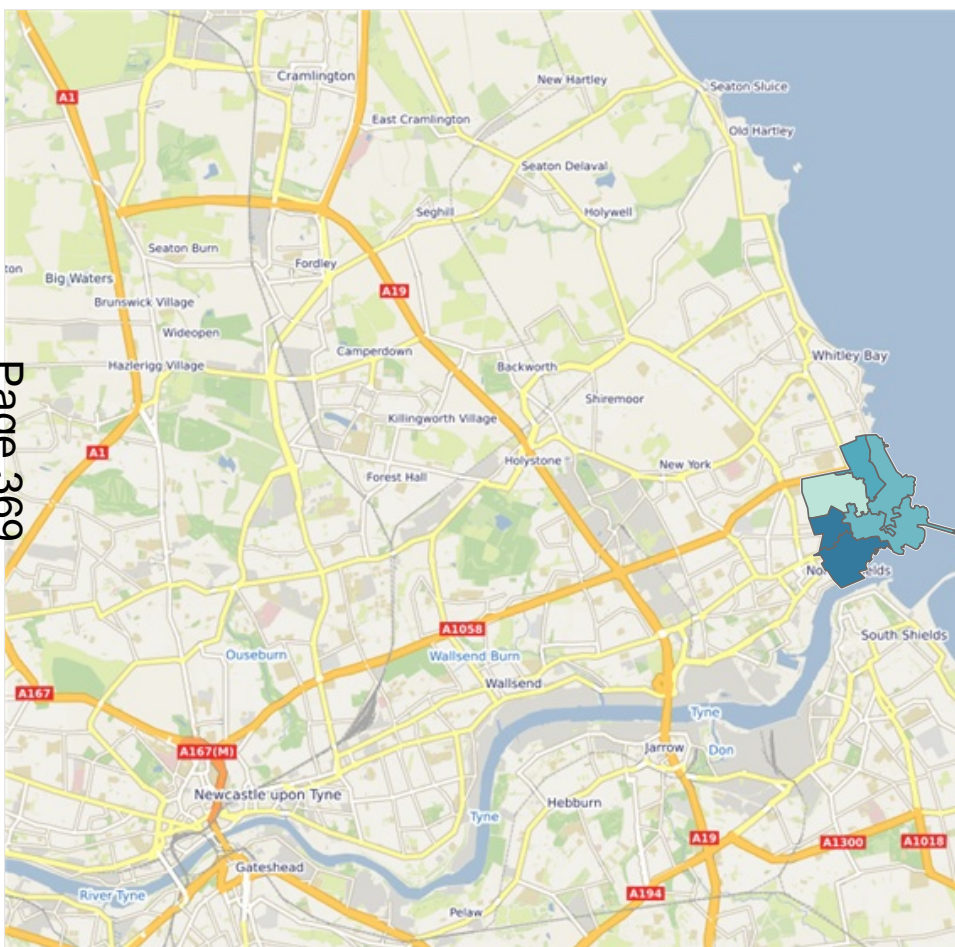 Cramlington
New Hartley
Seaton Sluice
A1
East Cramlington
Old Hartley
Seaton Delaval
Seghill
Holywell
Seaton Burn
Fordley
ton
Big Waters
A19
Brunswick Village
Wideopen
Camperdown
Whitley Bay
Hazlerigg Village
Backworth
Page 369
Shiremoor
Killingworth Village
A1
Holystone
New York
Forest Hall
A1058
South Shields
Ouseburn
Wallsend Burn
Wallsend
A167
Tyne
A167(M)
Jarrow
Don
Newcastle upon Tyne
Hebburn
Tyne
A19
A1300
A1018
Gateshead
River Tyne
A194
Pelaw